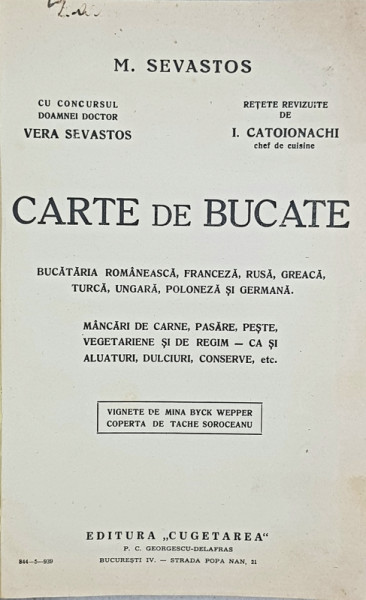 M. SEVASTOS
CU CONCURSUL
DOAMNEI DOCTOR
VERA SEVASTOS
REȚETE REVIZUITE
DE
I. CATOIONACHI
chef de cuisine
CARTE DE BUCATE
BUCĂTĂRIA ROMÂNEASCĂ, FRANCEZĂ, RUSĂ, GREACĂ,
TURCĂ, UNGARĂ, POLONEZĂ ȘI GERMANĂ.
MÂNCĂRI DE CARNE, PASĂRE, PEȘTE,
VEGETARIENE ȘI DE REGIM — CA ȘI
ALUATURI, DULCIURI, CONSERVE, etc.
VIGNETE DE MINA BYCK WEPPER
COPERTA DE TACHE SOROCEANU
EDITURA „CUGETAREA"
P. C. GEORGESCU-DELAFRAS
844—5—939 BUCUREȘTI IV. — STRADA POPA NAN, 21